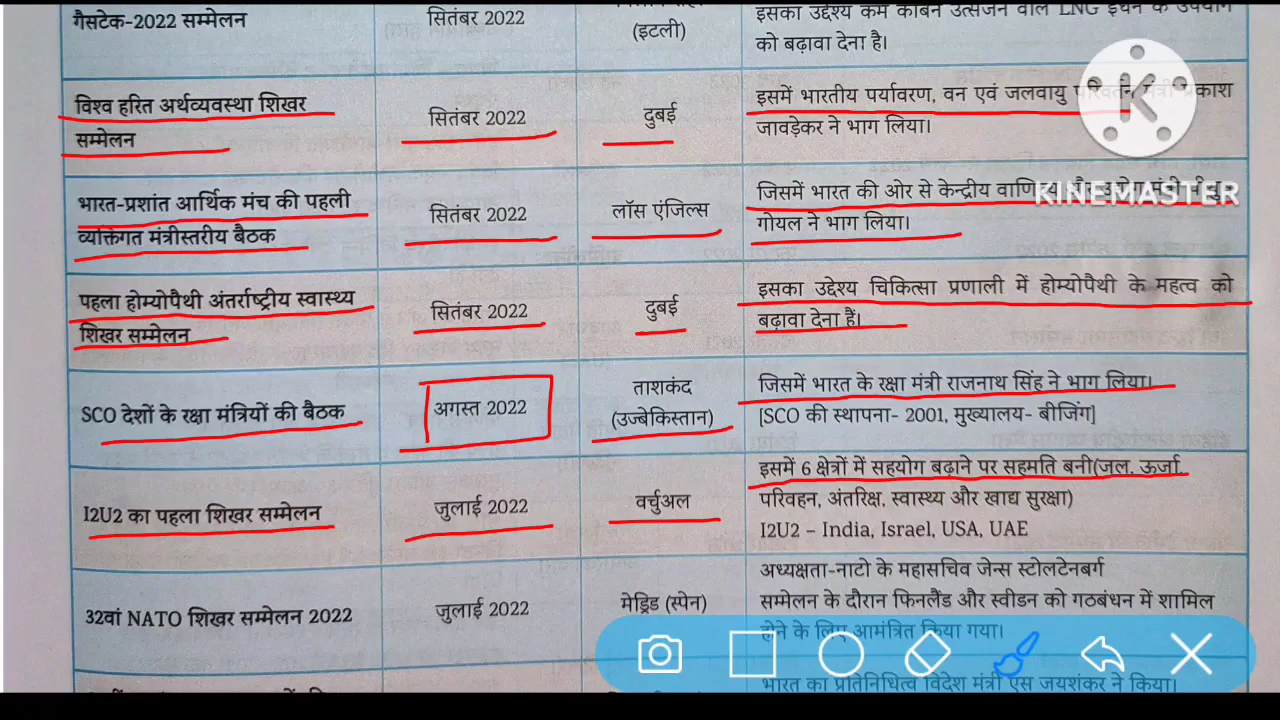 गैसटेक-2022 सम्मेलन
सितंबर 2022
(इटली)
इसका उद्देश्य कम कार्बन उत्सर्जन वाले LNG ईंधन के उपयोग
को बढ़ावा देना है।
विश्व हरित अर्थव्यवस्था शिखर
सम्मेलन
सितंबर 2022
दुबई
इसमें भारतीय पर्यावरण, वन एवं जलवायु परिवर्तन मंत्री प्रकाश
जावड़ेकर ने भाग लिया।
भारत-प्रशांत आर्थिक मंच की पहली
व्यक्तिगत मंत्रीस्तरीय बैठक
सितंबर 2022
लॉस एंजिल्स
जिसमें भारत की ओर से केन्द्रीय
गोयल ने भाग लिया।
KINEMASTER
पहला होम्योपैथी अंतर्राष्ट्रीय स्वास्थ्य
शिखर सम्मेलन
सितंबर 2022
दुबई
इसका उद्देश्य चिकित्सा प्रणाली में होम्योपैथी के महत्व को
बढ़ावा देना हैं।
SCO देशों के रक्षा मंत्रियों की बैठक
अगस्त 2022
ताशकंद
(उज्बेकिस्तान)
जिसमें भारत के रक्षा मंत्री राजनाथ सिंह ने भाग लिया।
[SCO की स्थापना- 2001, मुख्यालय- बीजिंग]
I2U2 का पहला शिखर सम्मेलन
जुलाई 2022
वर्चुअल
इसमें 6 क्षेत्रों में सहयोग बढ़ाने पर सहमति बनी(जल. ऊर्जा.
परिवहन, अंतरिक्ष, स्वास्थ्य और खाद्य सुरक्षा)
I2U2 – India, Israel, USA, UAE
32वां NATO शिखर सम्मेलन 2022
जुलाई 2022
मेड्रिड (स्पेन)
अध्यक्षता-नाटो के महासचिव जेन्स स्टोलटेनबर्ग
सम्मेलन के दौरान फिनलैंड और स्वीडन को गठबंधन में शामिल
होने के लिए आमंत्रित किया गया।
भारत का प्रतिनिधित्व विदेश मंत्री एस जयशंकर ने किया।